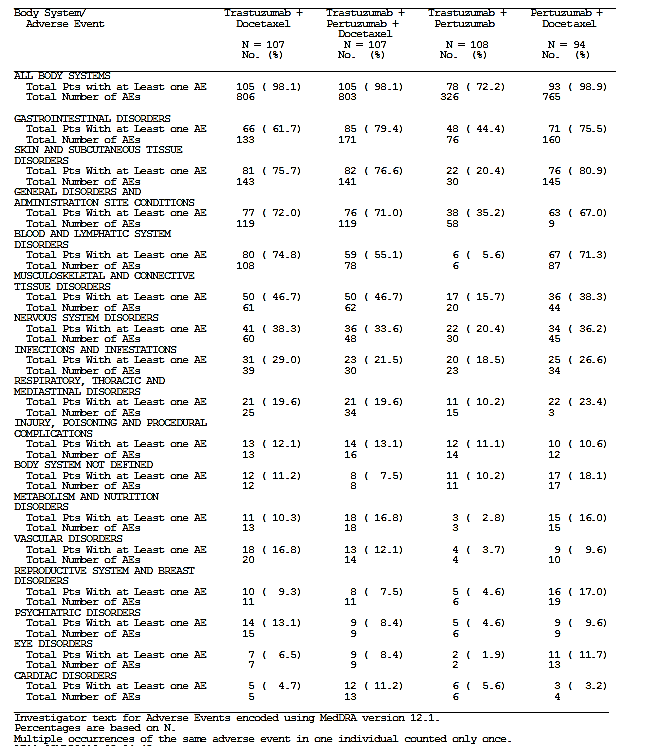 Body System/ Trastuzumab + Trastuzumab + Trastuzumab + Pertuzumab +
Adverse Event Docetaxel Pertuzumab + Pertuzumab Docetaxel
Docetaxel
N = 107 N = 107 N = 108 N = 94
No. (%) No. (%) No. (%) No. (%)
ALL BODY SYSTEMS
Total Pts with at Least one AE 105 ( 98.1) 105 ( 98.1) 78 ( 72.2) 93 ( 98.9)
Total Number of AEs 806 803 326 765
GASTROINTESTINAL DISORDERS
Total Pts With at Least one AE 66 ( 61.7) 85 ( 79.4) 48 ( 44.4) 71 ( 75.5)
Total Number of AEs 133 171 76 160
SKIN AND SUBCUTANEOUS TISSUE
DISORDERS
Total Pts With at Least one AE 81 ( 75.7) 82 ( 76.6) 22 ( 20.4) 76 ( 80.9)
Total Number of AEs 143 141 30 145
GENERAL DISORDERS AND
ADMINISTRATION SITE CONDITIONS
Total Pts With at Least one AE 77 ( 72.0) 76 ( 71.0) 38 ( 35.2) 63 ( 67.0)
Total Number of AEs 119 119 58 9
BLOOD AND LYMPHATIC SYSTEM
DISORDERS
Total Pts With at Least one AE 80 ( 74.8) 59 ( 55.1) 6 ( 5.6) 67 ( 71.3)
Total Number of AEs 108 78 6 87
MUSCULOSKELETAL AND CONNECTIVE
TISSUE DISORDERS
Total Pts With at Least one AE 50 ( 46.7) 50 ( 46.7) 17 ( 15.7) 36 ( 38.3)
Total Number of AEs 61 62 20 44
NERVOUS SYSTEM DISORDERS
Total Pts With at Least one AE 41 ( 38.3) 36 ( 33.6) 22 ( 20.4) 34 ( 36.2)
Total Number of AEs 60 48 30 45
INFECTIONS AND INFESTATIONS
Total Pts With at Least one AE 31 ( 29.0) 23 ( 21.5) 20 ( 18.5) 25 ( 26.6)
Total Number of AEs 39 30 23 34
RESPIRATORY, THORACIC AND
MEDIASTINAL DISORDERS
Total Pts With at Least one AE 21 ( 19.6) 21 ( 19.6) 11 ( 10.2) 22 ( 23.4)
Total Number of AEs 25 34 15 3
INJURY, POISONING AND PROCEDURAL
COMPLICATIONS
Total Pts With at Least one AE 13 ( 12.1) 14 ( 13.1) 12 ( 11.1) 10 ( 10.6)
Total Number of AEs 13 16 14 12
BODY SYSTEM NOT DEFINED
Total Pts With at Least one AE 12 ( 11.2) 8 ( 7.5) 11 ( 10.2) 17 ( 18.1)
Total Number of AEs 12 8 11 17
METABOLISM AND NUTRITION
DISORDERS
Total Pts With at Least one AE 11 ( 10.3) 18 ( 16.8) 3 ( 2.8) 15 ( 16.0)
Total Number of AEs 13 18 3 15
VASCULAR DISORDERS
Total Pts With at Least one AE 18 ( 16.8) 13 ( 12.1) 4 ( 3.7) 9 ( 9.6)
Total Number of AEs 20 14 4 10
REPRODUCTIVE SYSTEM AND BREAST
DISORDERS
Total Pts With at Least one AE 10 ( 9.3) 8 ( 7.5) 5 ( 4.6) 16 ( 17.0)
Total Number of AEs 11 11 6 19
PSYCHIATRIC DISORDERS
Total Pts With at Least one AE 14 ( 13.1) 9 ( 8.4) 5 ( 4.6) 9 ( 9.6)
Total Number of AEs 15 9 6 9
EYE DISORDERS
Total Pts With at Least one AE 7 ( 6.5) 9 ( 8.4) 2 ( 1.9) 11 ( 11.7)
Total Number of AEs 7 9 2 13
CARDIAC DISORDERS
Total Pts With at Least one AE 5 ( 4.7) 12 ( 11.2) 6 ( 5.6) 3 ( 3.2)
Total Number of AEs 5 13 6 4
Investigator text for Adverse Events encoded using MedDRA version 12.1.
Percentages are based on N.
Multiple occurrences of the same adverse event in one individual counted only once.